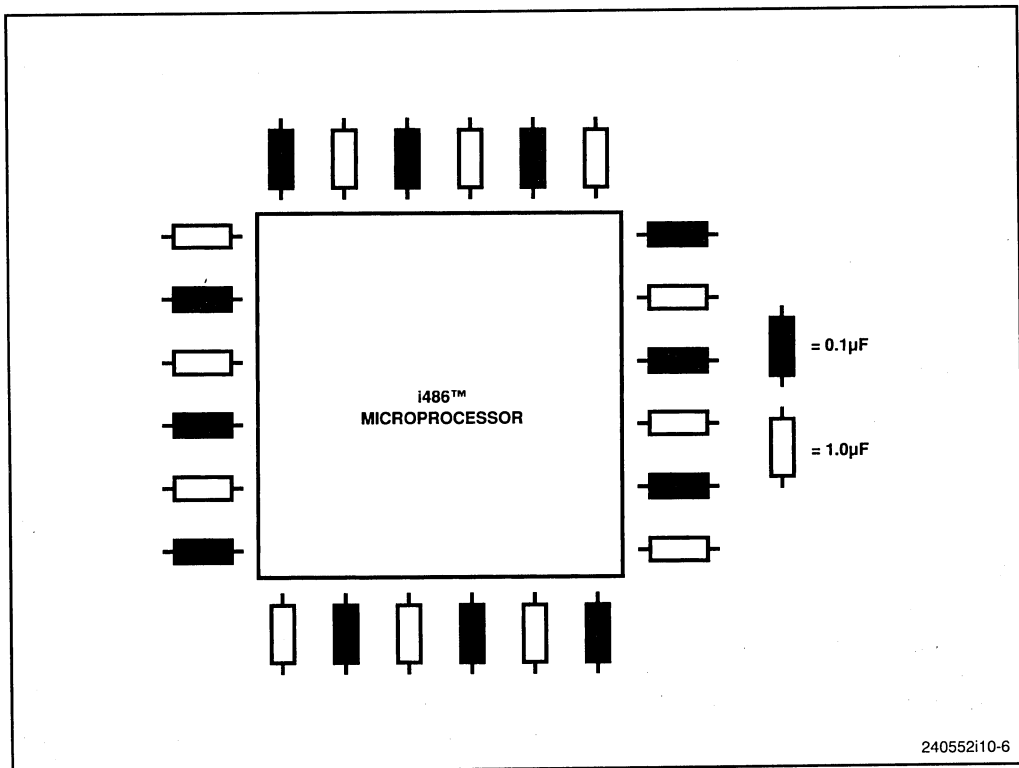 i486™
MICROPROCESSOR
= 0.1µF
= 1.0µF
240552i10-6